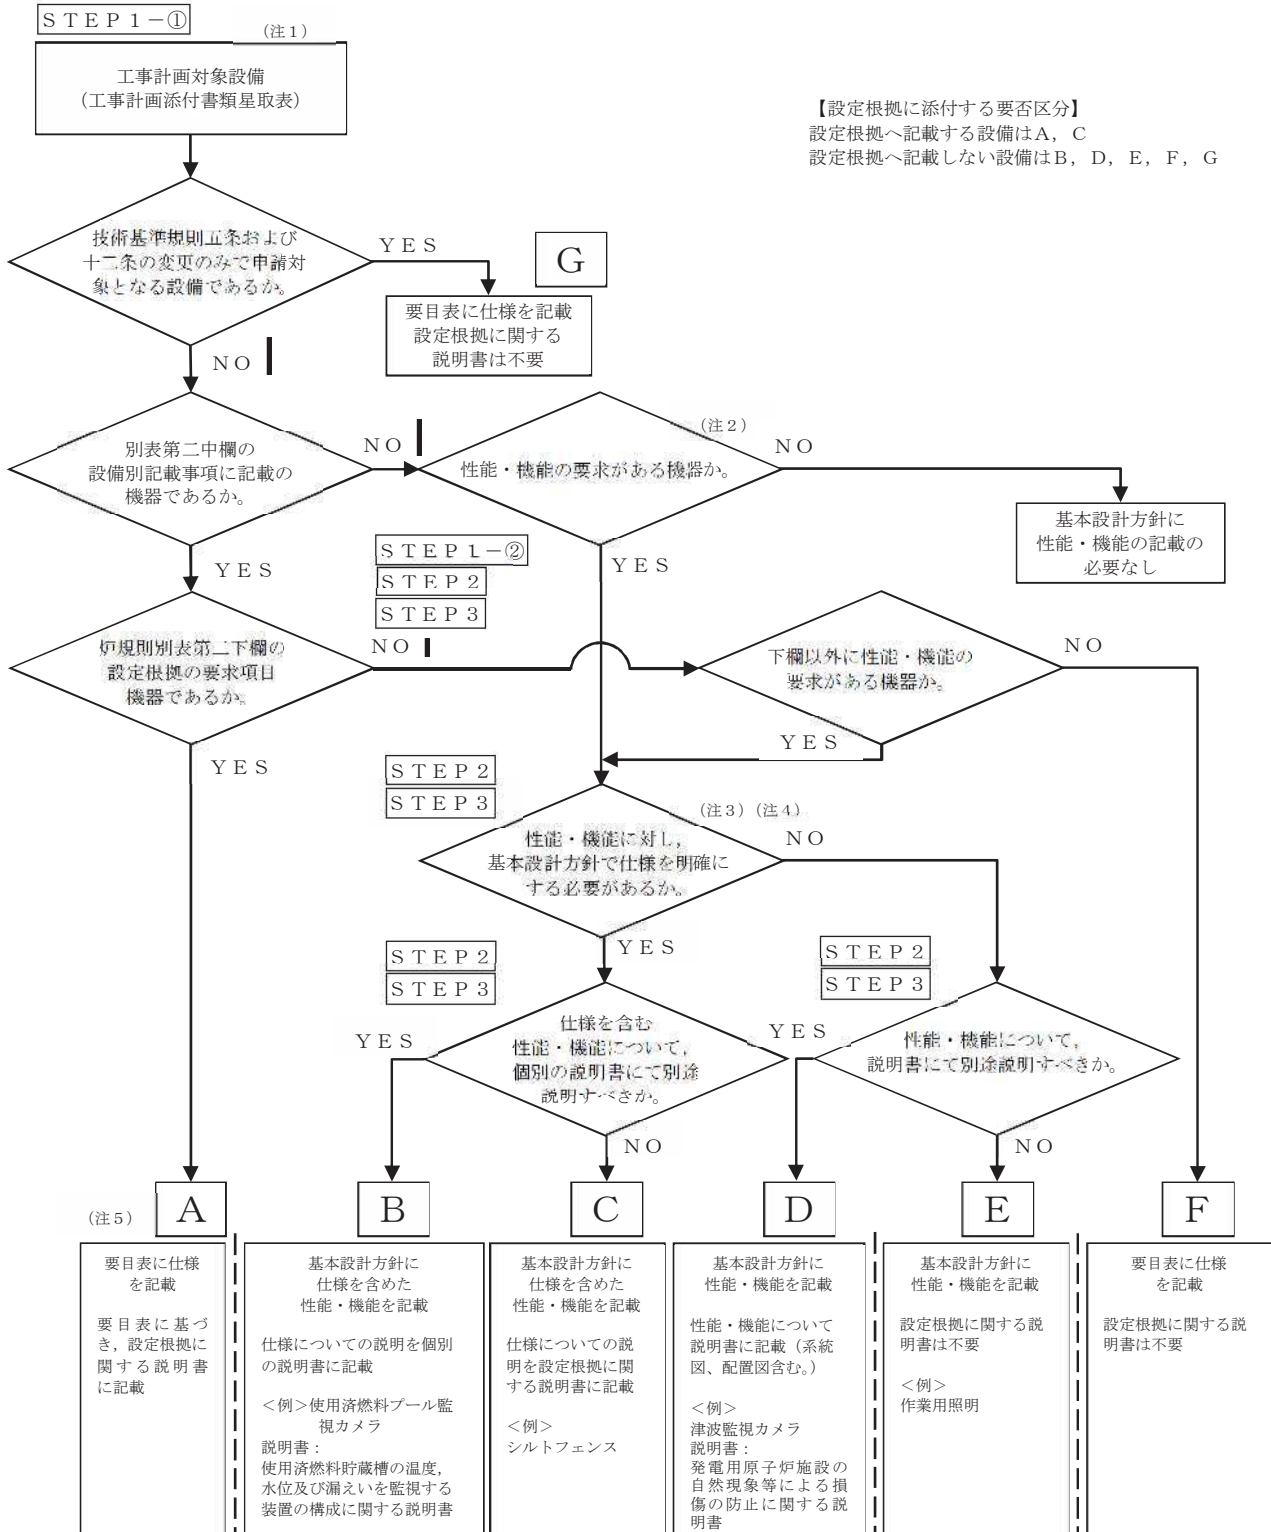 ＳＴＥＰ１－①
（注１）
工事計画対象設備
（工事計画添付書類星取表）
【設定根拠に添付する要否区分】
設定根拠へ記載する設備はＡ，Ｃ
設定根拠へ記載しない設備はＢ，Ｄ，Ｅ，Ｆ，Ｇ
技術基準規則五条および
十二条の変更のみで申請対
象となる設備であるか。
ＹＥＳ
Ｇ
要目表に仕様を記載
設定根拠に関する
説明書は不要
ＮＯ
別表第二中欄の
設備別記載事項に記載の
機器であるか。
ＮＯ
（注２）
性能・機能の要求がある機器か。
ＮＯ
基本設計方針に
性能・機能の記載の
必要なし
ＹＥＳ
ＳＴＥＰ１－②
ＳＴＥＰ２
ＳＴＥＰ３
ＹＥＳ
炉規則別表第二下欄の
設定根拠の要求項目
機器であるか。
ＮＯ
下欄以外に性能・機能の
要求がある機器か。
ＮＯ
ＹＥＳ
ＹＥＳ
ＳＴＥＰ２
ＳＴＥＰ３
（注３）（注４）
性能・機能に対し，
基本設計方針で仕様を明確に
する必要があるか。
ＮＯ
ＹＥＳ
ＳＴＥＰ２
ＳＴＥＰ３
ＳＴＥＰ２
ＳＴＥＰ３
ＹＥＳ
仕様を含む
性能・機能について，
個別の説明書にて別途
説明すべきか。
ＹＥＳ
性能・機能について，
説明書にて別途説明すべきか。
ＮＯ
ＮＯ
（注５）
Ａ
要目表に仕様
を記載
要目表に基づ
き，設定根拠に
関する説明書
に記載
Ｂ
基本設計方針に
仕様を含めた
性能・機能を記載
仕様についての説明を個別
の説明書に記載
＜例＞使用済燃料プール監
視カメラ
説明書：
使用済燃料貯蔵槽の温度，
水位及び漏えいを監視する
装置の構成に関する説明書
Ｃ
基本設計方針に
仕様を含めた
性能・機能を記載
仕様についての説
明を設定根拠に関
する説明書に記載
＜例＞
シルトフェンス
Ｄ
基本設計方針に
性能・機能を記載
性能・機能について
説明書に記載（系統
図、配置図含む。）
＜例＞
津波監視カメラ
説明書：
発電用原子炉施設の
自然現象等による損
傷の防止に関する説
明書
Ｅ
基本設計方針に
性能・機能を記載
設定根拠に関する説
明書は不要
＜例＞
作業用照明
Ｆ
要目表に仕様
を記載
設定根拠に関する説
明書は不要